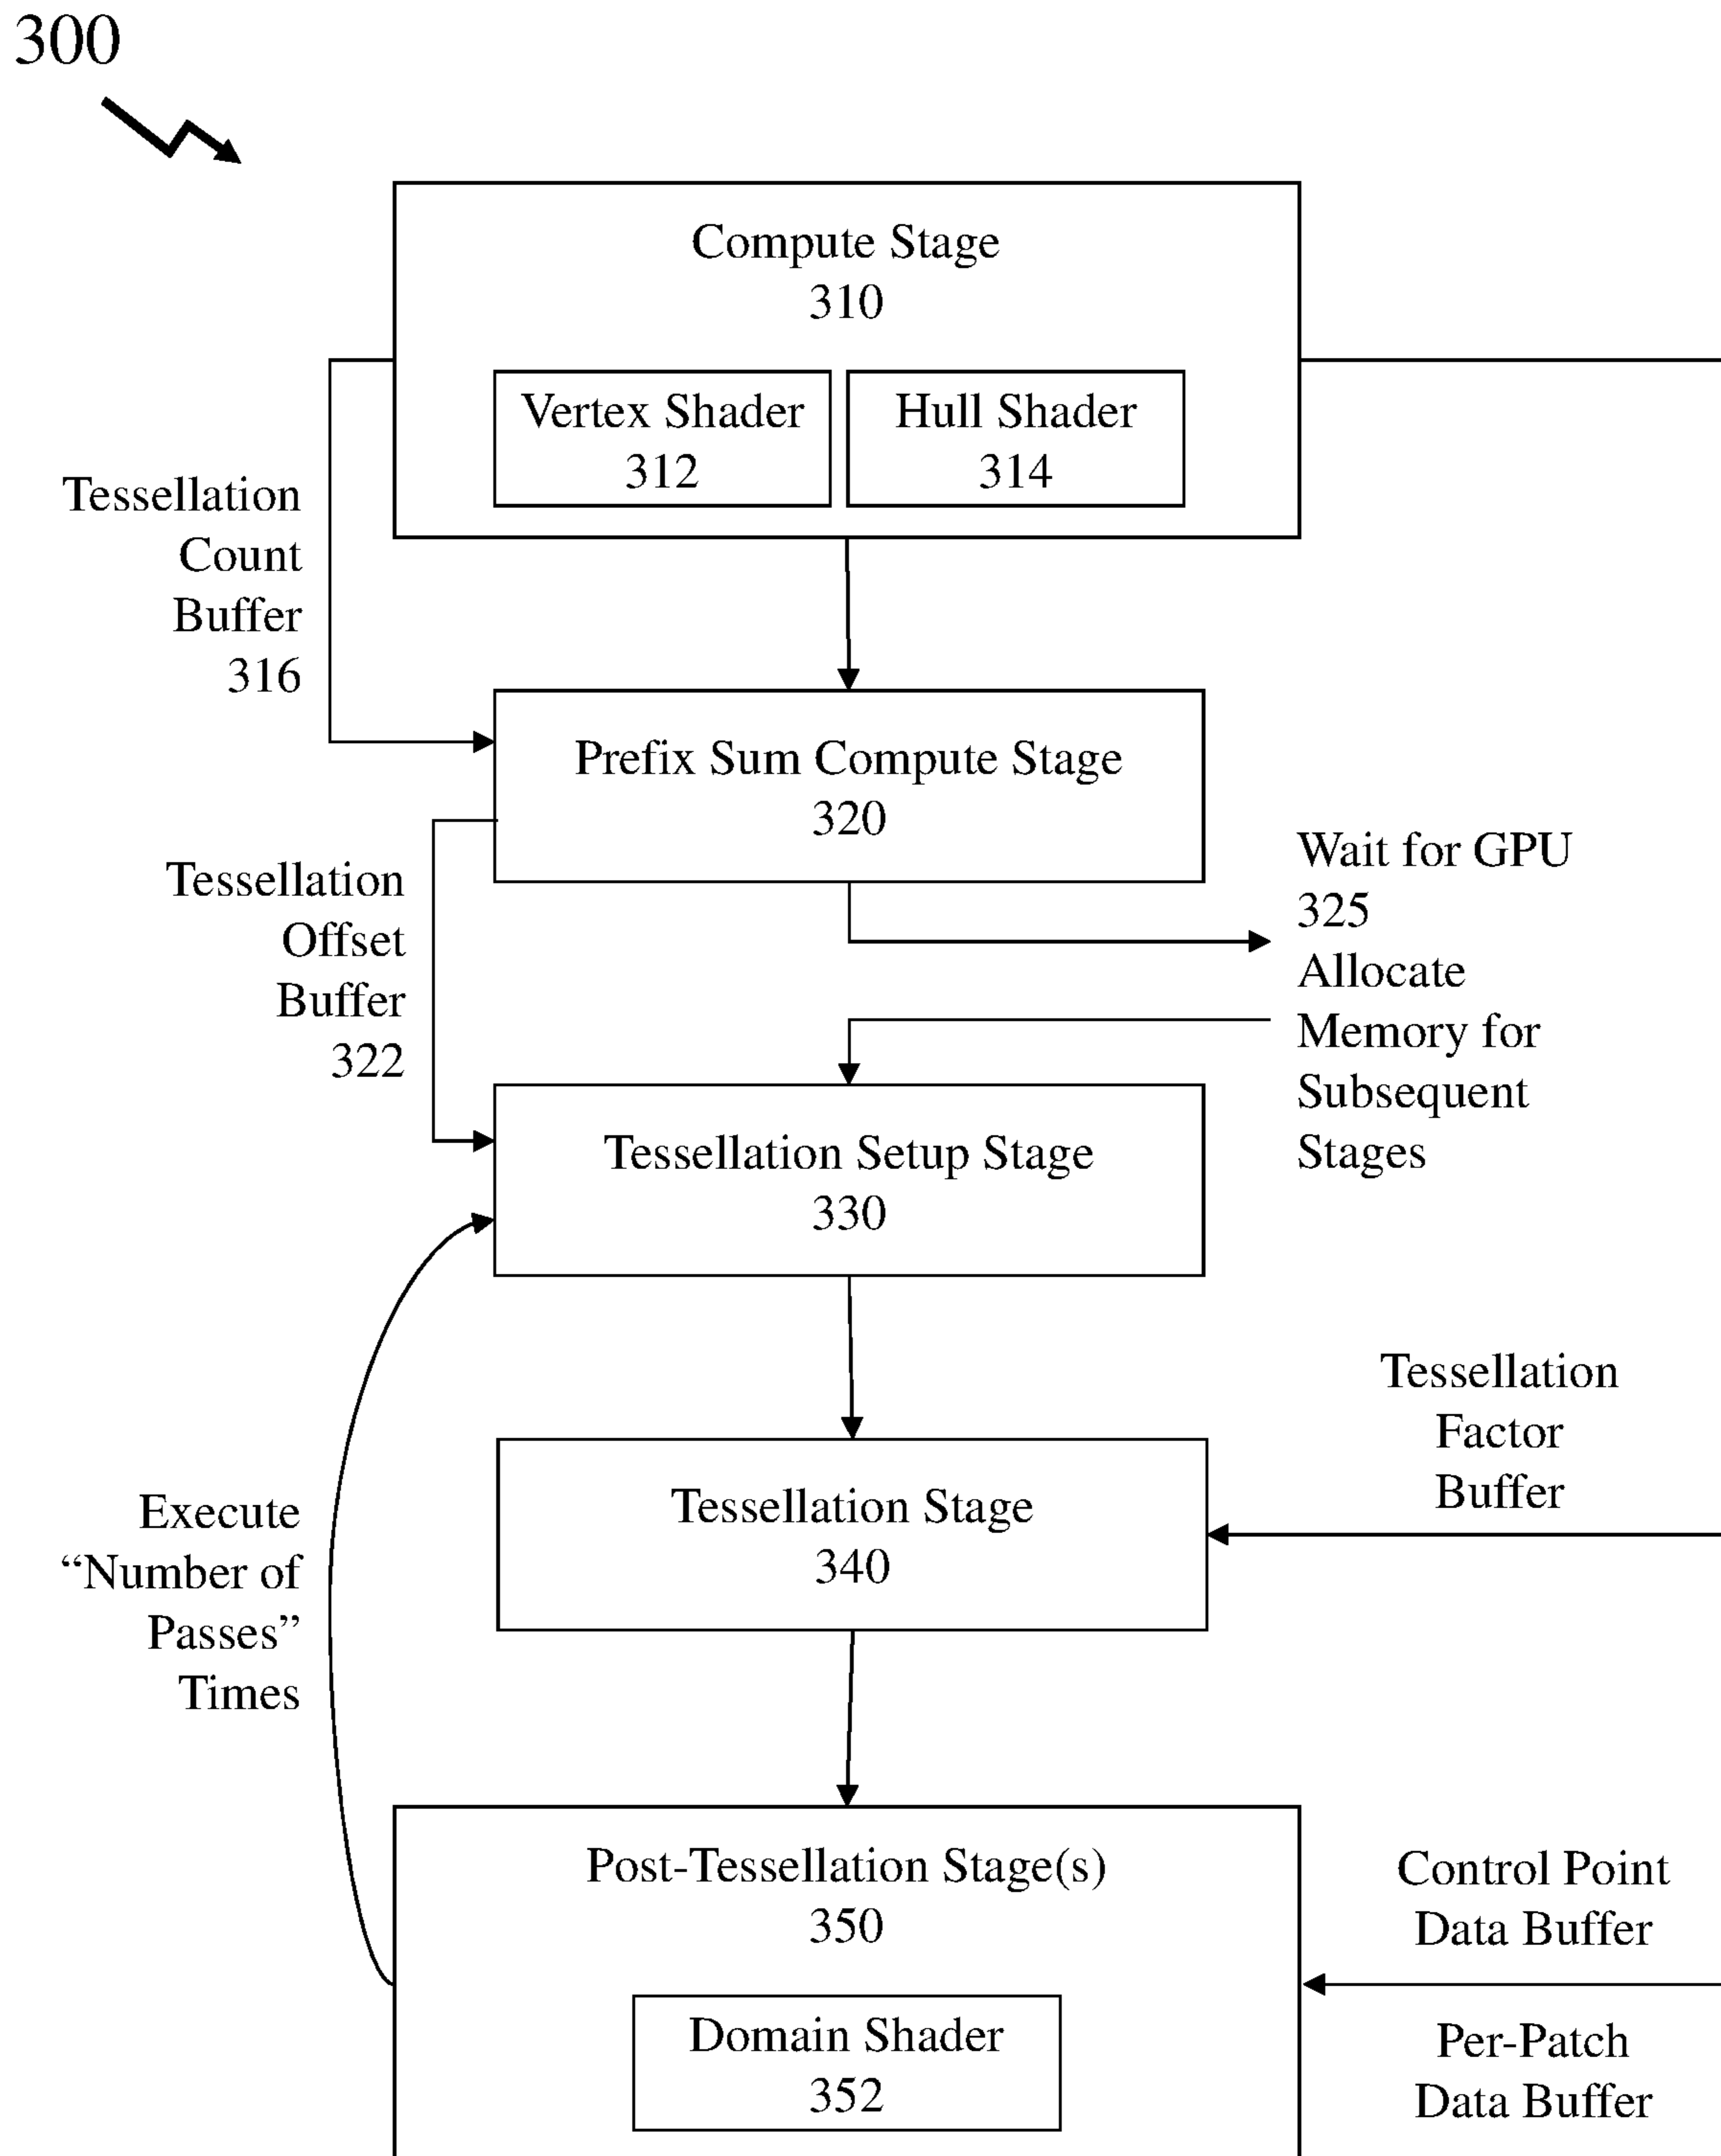 300
Compute Stage
310
Vertex Shader
312
Hull Shader
314
Tessellation
Count
Buffer
316
Prefix Sum Compute Stage
320
Tessellation
Offset
Buffer
322
Wait for GPU
325
Allocate
Memory for
Subsequent
Stages
Tessellation Setup Stage
330
Tessellation
Factor
Buffer
Tessellation Stage
340
Execute
“Number of
Passes”
Times
Post-Tessellation Stage(s)
350
Domain Shader
352
Control Point
Data Buffer
Per-Patch
Data Buffer